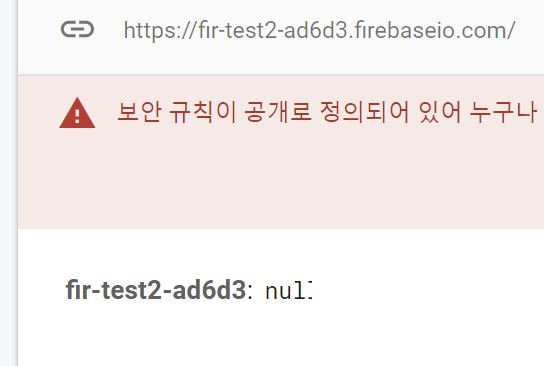 https://fir-test2-ad6d3.firebaseio.com/
보안 규칙이 공개로 정의되어 있어 누구나
fir-test2-ad6d3: null